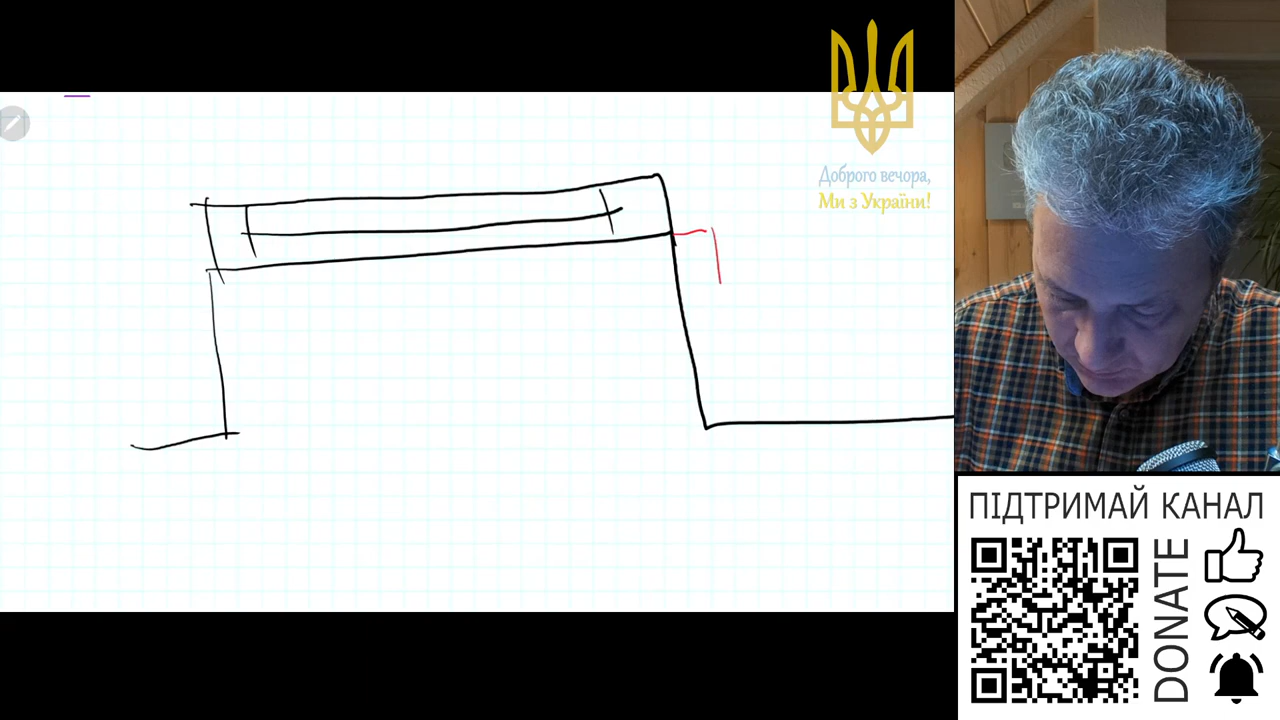 Доброго вечора,
Ми з України!
ПІДТРИМАЙ КАНАЛ
DONATE